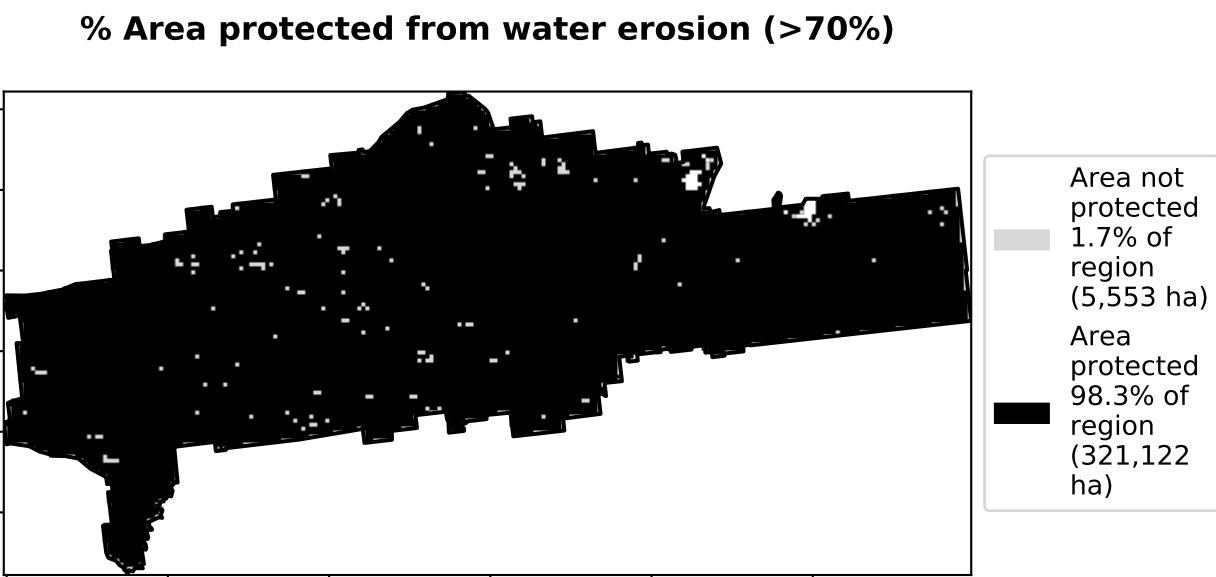 % Area protected from water erosion (>70%)
Area not
protected
1.7% of
region
(5,553 ha)
Area
protected
98.3% of
region
(321,122
ha)